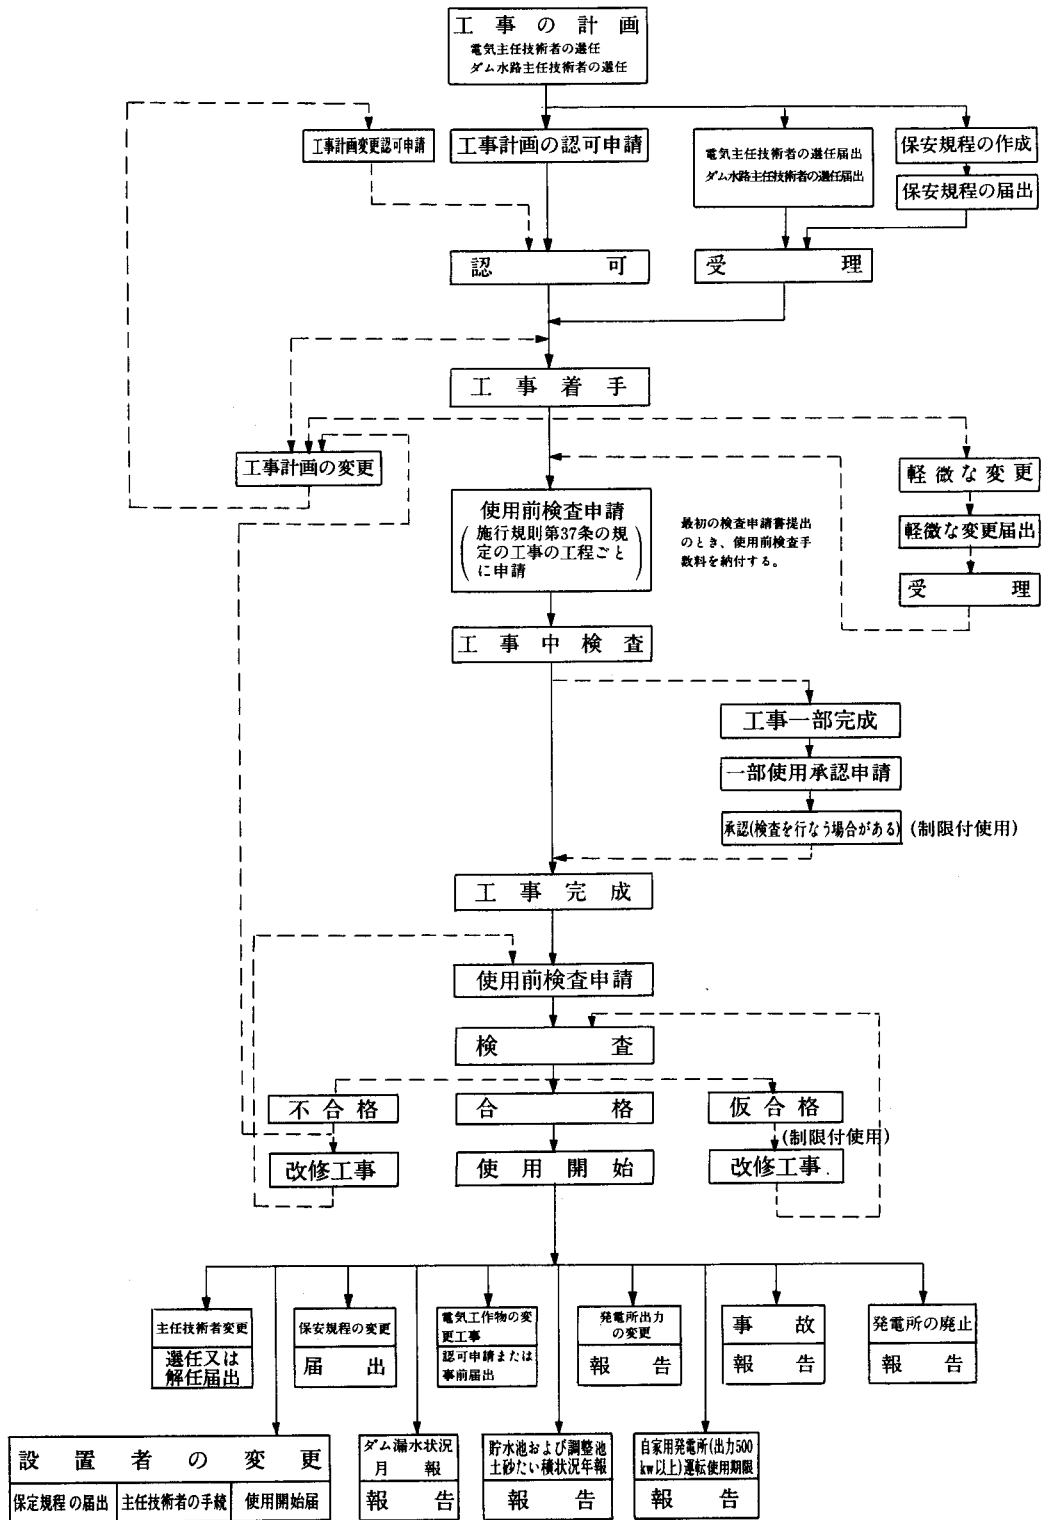 工事の計画
電気主任技術者の選任
ダム水路主任技術者の選任
工事計画変更認可申請
工事計画の認可申請
電気主任技術者の選任届出
ダム水路主任技術者の選任届出
保安規程の作成
保安規程の届出
認可
受理
工事着手
工事計画の変更
軽微な変更
使用前検査申請
(施行規則第37条の規
定の工事の工程ごと
に申請)
最初の検査申請書提出
のとき、使用前検査手
数料を納付する。
軽微な変更届出
受理
工事中検査
工事一部完成
一部使用承認申請
承認(検査を行なう場合がある) (制限付使用)
工事完成
使用前検査申請
検査
不合格
合格
仮合格
(制限付使用)
改修工事
使用開始
改修工事
主任技術者変更
選任又は
解任届出
保安規程の変更
届出
電気工作物の変
更工事
認可申請または
事前届出
発電所出力
の変更
報告
事故
報告
発電所の廃止
報告
設置者の変更
保定規程の届出
主任技術者の手続
使用開始届
ダム漏水状況
月報
報告
貯水池および調整池
土砂たい積状況年報
報告
自家用発電所(出力500
kw以上)運転使用期限
報告